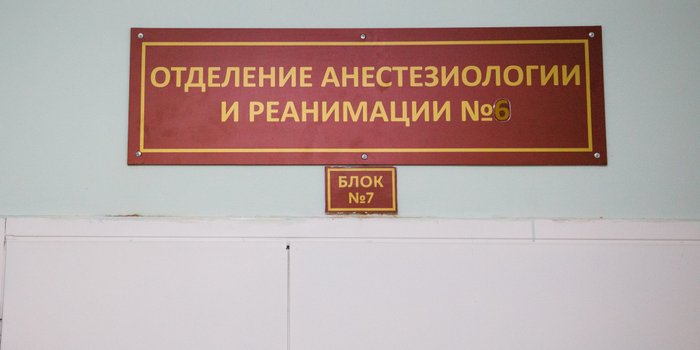 ОТДЕЛЕНИЕ АНЕСТЕЗИОЛОГИИ
И РЕАНИМАЦИИ №6
БЛОК
№7